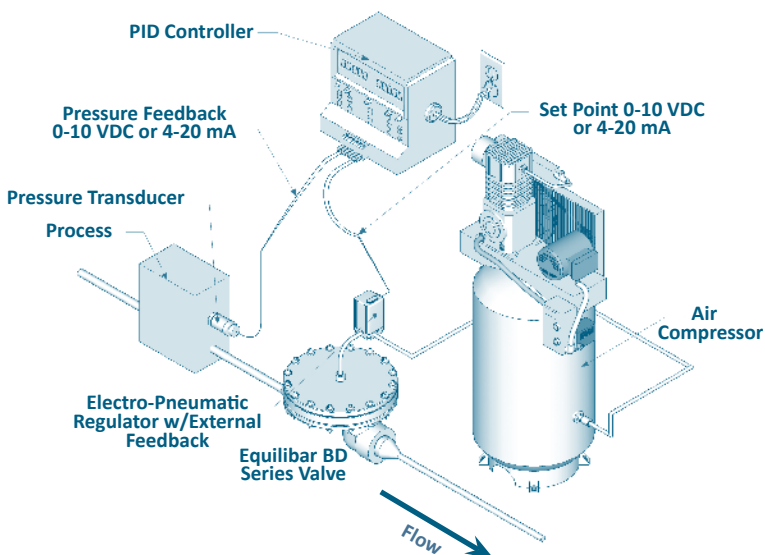 PID Controller
Pressure Feedback
0-10 VDC or 4-20 mA
Set Point 0-10 VDC
or 4-20 mA
Pressure Transducer
Process
Air
Compressor
Electro-Pneumatic
Regulator w/External
Feedback
Equilibar BD
Series Valve
Flow